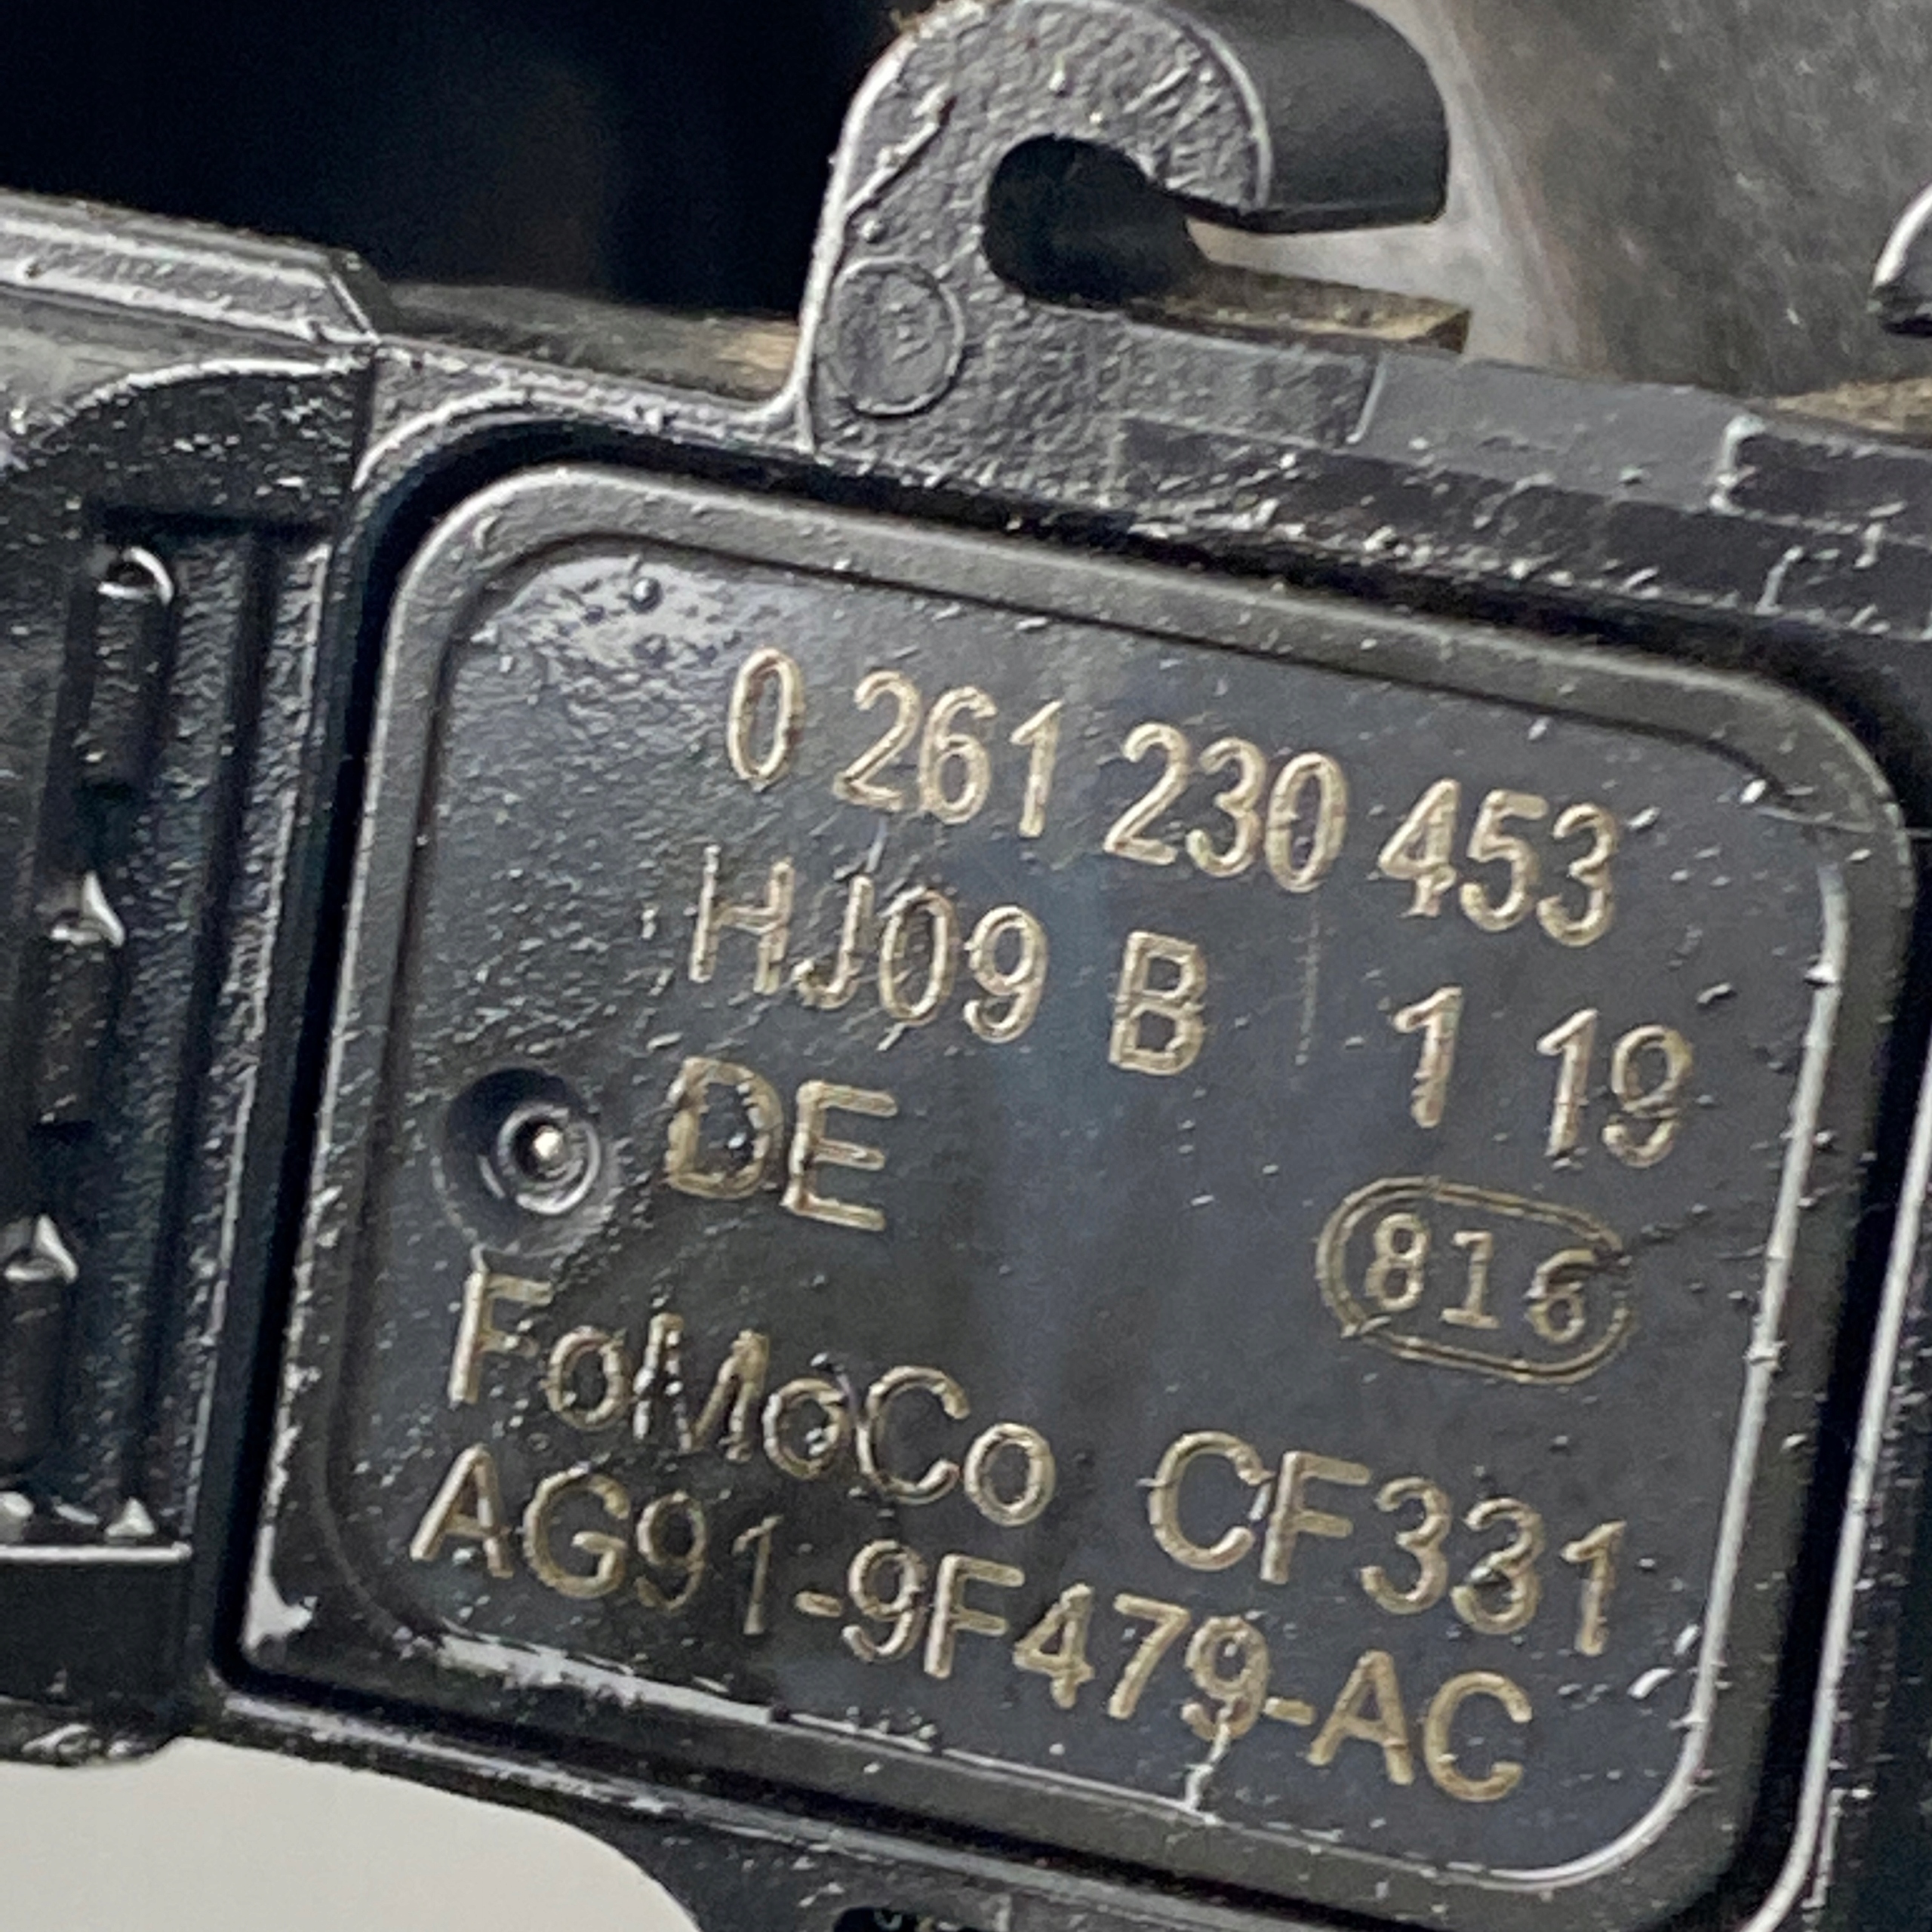 0 261 230 453
HJ09 B 1 19
DE
816
FoMoCo CF331
AG91-9F479-AC